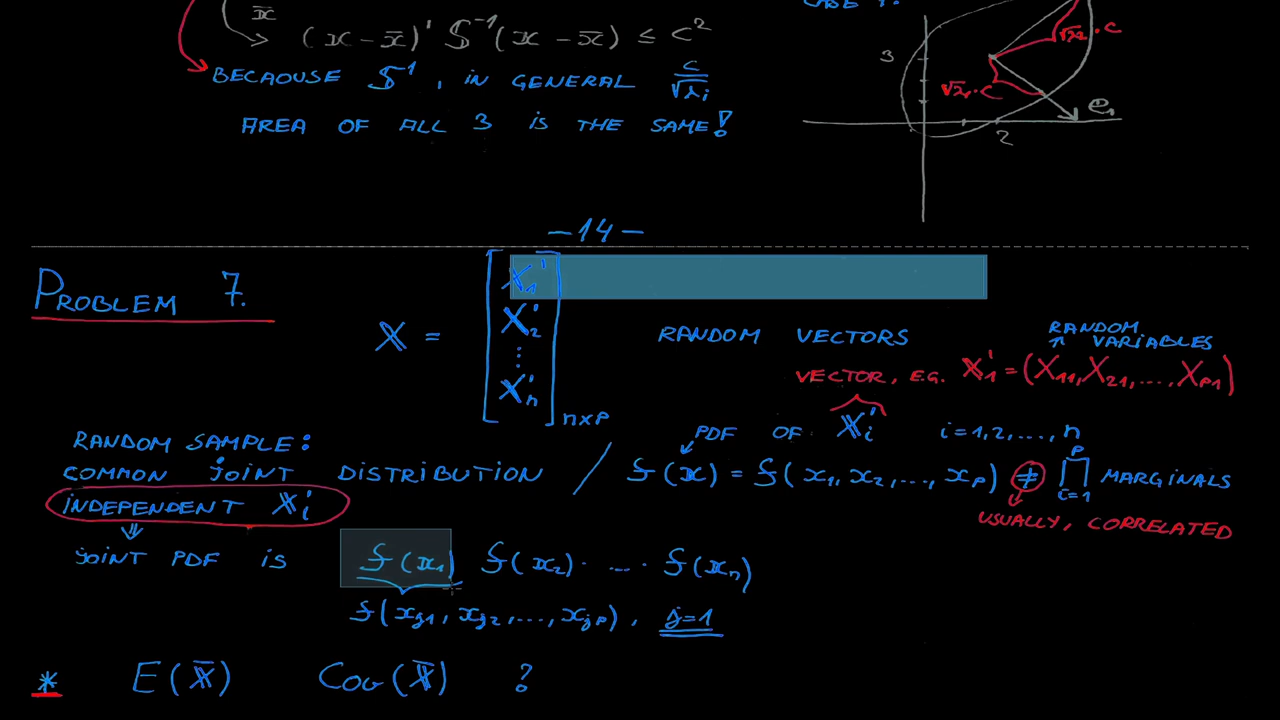 x̄
(x - x̄)' S⁻¹ (x - x̄) ≤ c²
BECAOUSE S⁻¹, IN GENERAL c/√λi
AREA OF ALL 3 IS THE SAME!
CASE 1:
√λ2 · c
3
√λ1 · c
e1
2
- 14 -
PROBLEM 7.
X = [X1' X2' ⋮ Xn'] n×p
RANDOM VECTORS
RANDOM VARIABLES
VECTOR, E.G. X1' = (X11, X21, ..., Xp1)
RANDOM SAMPLE:
PDF OF Xi' i = 1, 2, ..., n
COMMON JOINT DISTRIBUTION / f(x) = f(x1, x2, ..., xp) ≠ ∏ i=1 p MARGINALS
INDEPENDENT Xi'
USUALLY, CORRELATED
JOINT PDF IS f(x1) f(x2) · ... · f(xn)
f(xj1, xj2, ..., xjp), j=1
* E(X̄) Cov(X̄) ?